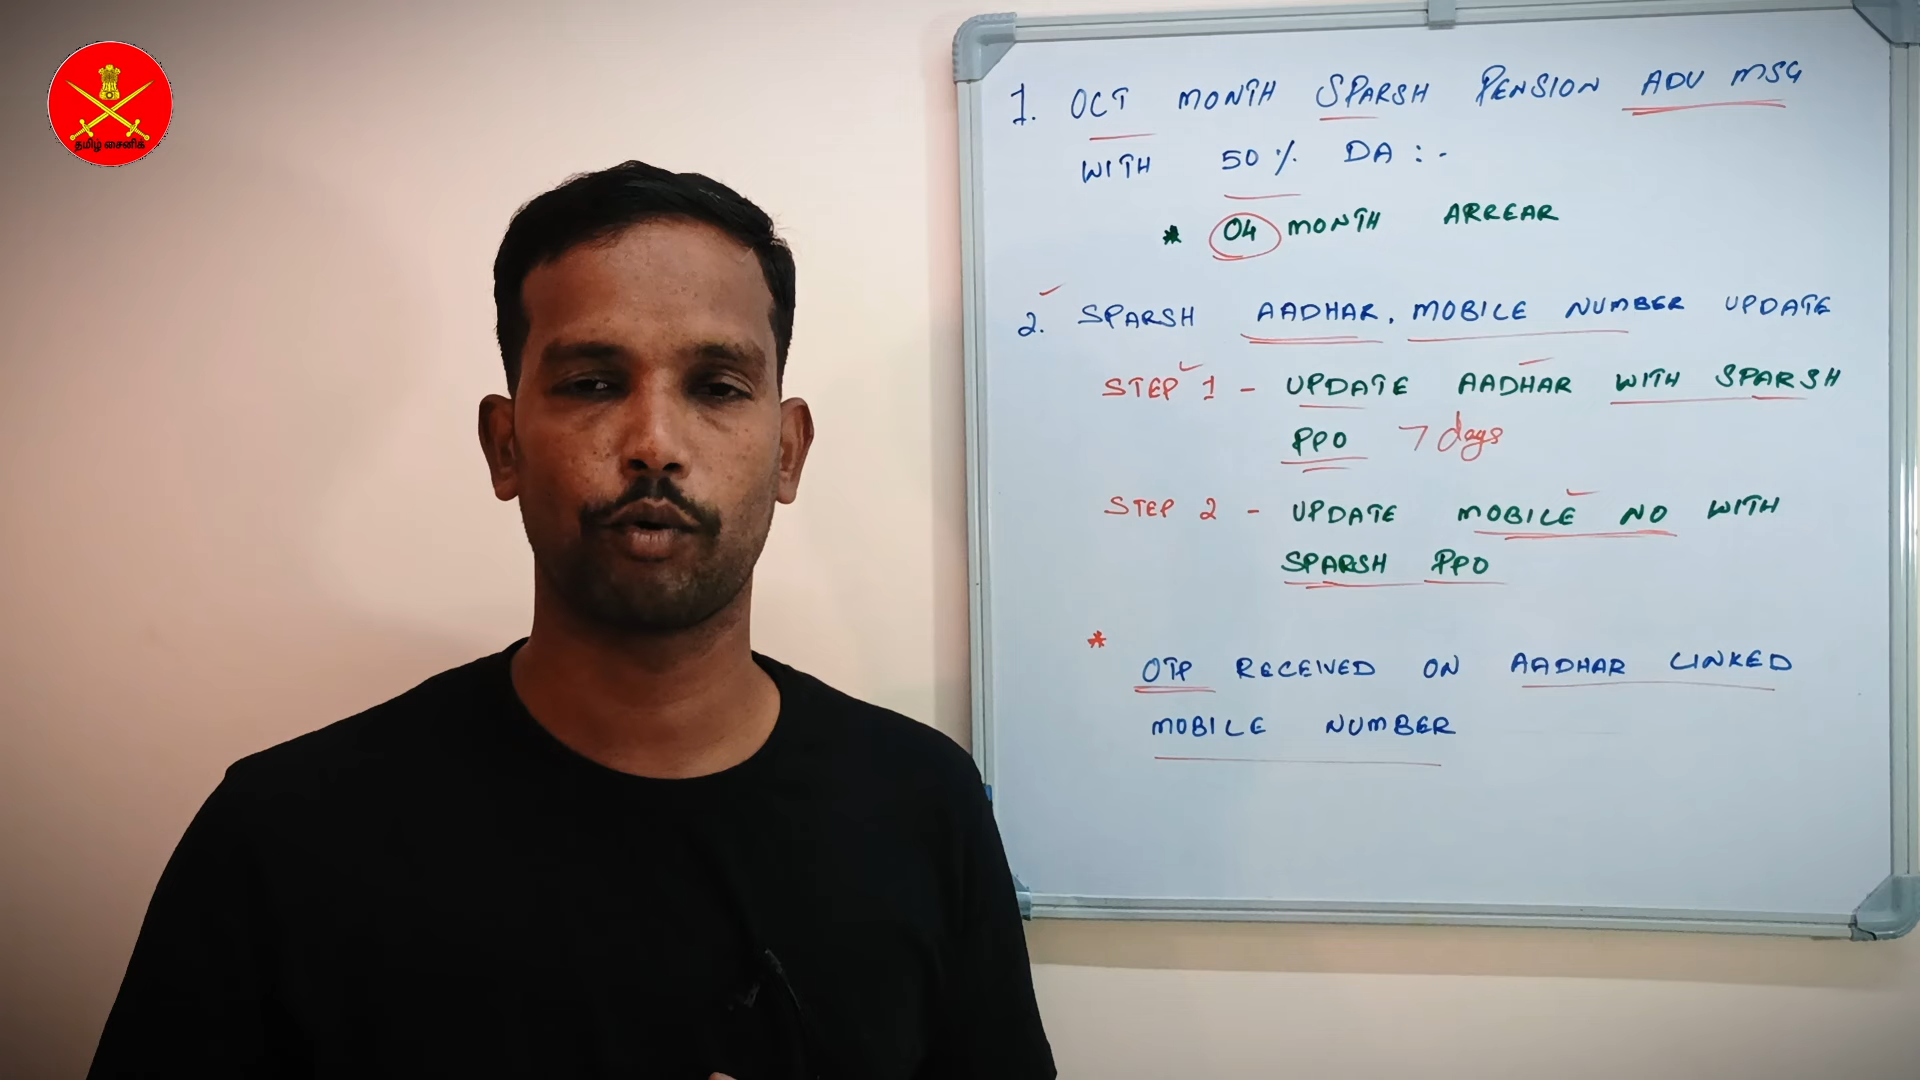 தமிழ் சைனிக்
1. OCT MONTH SPARSH PENSION ADV MSG
WITH 50% DA :-
* 04 MONTH ARREAR
2. SPARSH AADHAR, MOBILE NUMBER UPDATE
STEP 1 - UPDATE AADHAR WITH SPARSH
PPO 7 days
STEP 2 - UPDATE MOBILE NO WITH
SPARSH PPO
* OTP RECEIVED ON AADHAR LINKED
MOBILE NUMBER